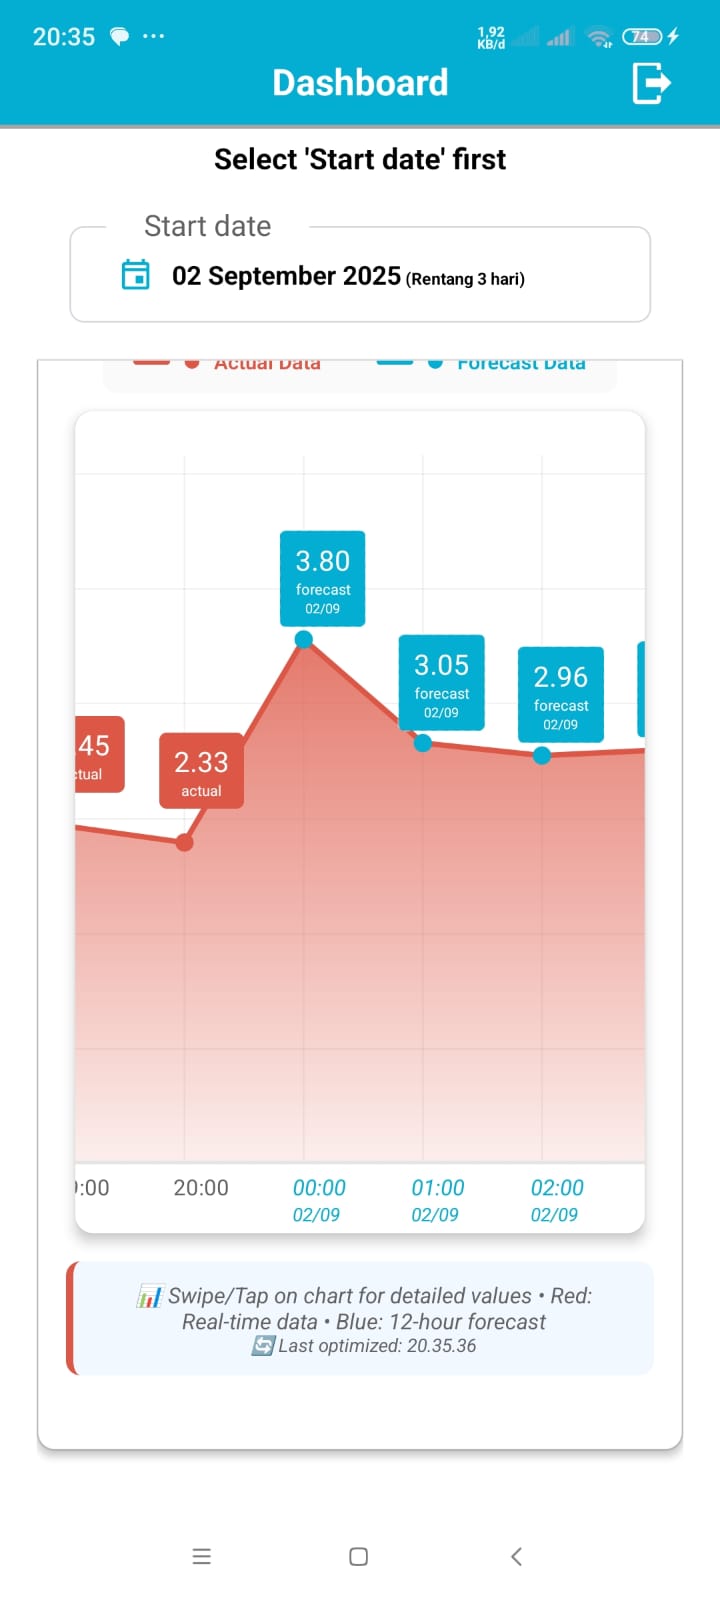 20:35
1,92
KB/d
74
Dashboard
Select 'Start date' first
Start date
02 September 2025 (Rentang 3 hari)
Actual Data
Forecast Data
3.80
forecast
02/09
3.05
forecast
02/09
2.96
forecast
02/09
45
ctual
2.33
actual
:00
20:00
00:00
01:00
02:00
02/09
02/09
02/09
📊 Swipe/Tap on chart for detailed values • Red:
Real-time data • Blue: 12-hour forecast
🔄 Last optimized: 20.35.36